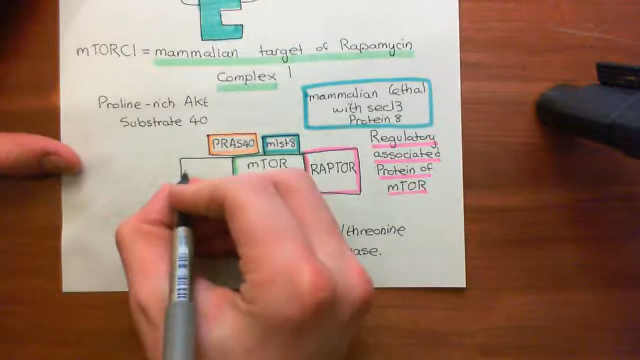 E
mTORC1 = mammalian target of Rapamycin
Complex 1
Proline-rich Akt
Substrate 40
mammalian lethal
with sec13
Protein 8
PRAS40
mlst8
mTOR
RAPTOR
Regulatory
associated
Protein of
mTOR
/threonine
ase.